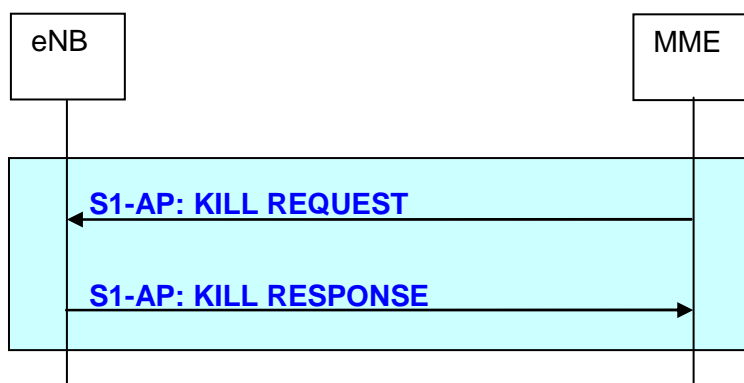 eNB
MME
S1-AP: KILL REQUEST
S1-AP: KILL RESPONSE